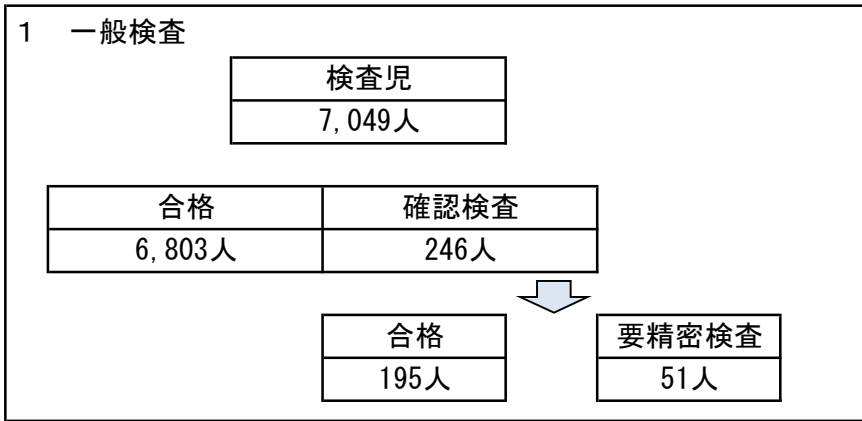 １　一般検査
検査児
7,049人
合格　確認検査
6,803人　246人
合格　要精密検査
195人　51人